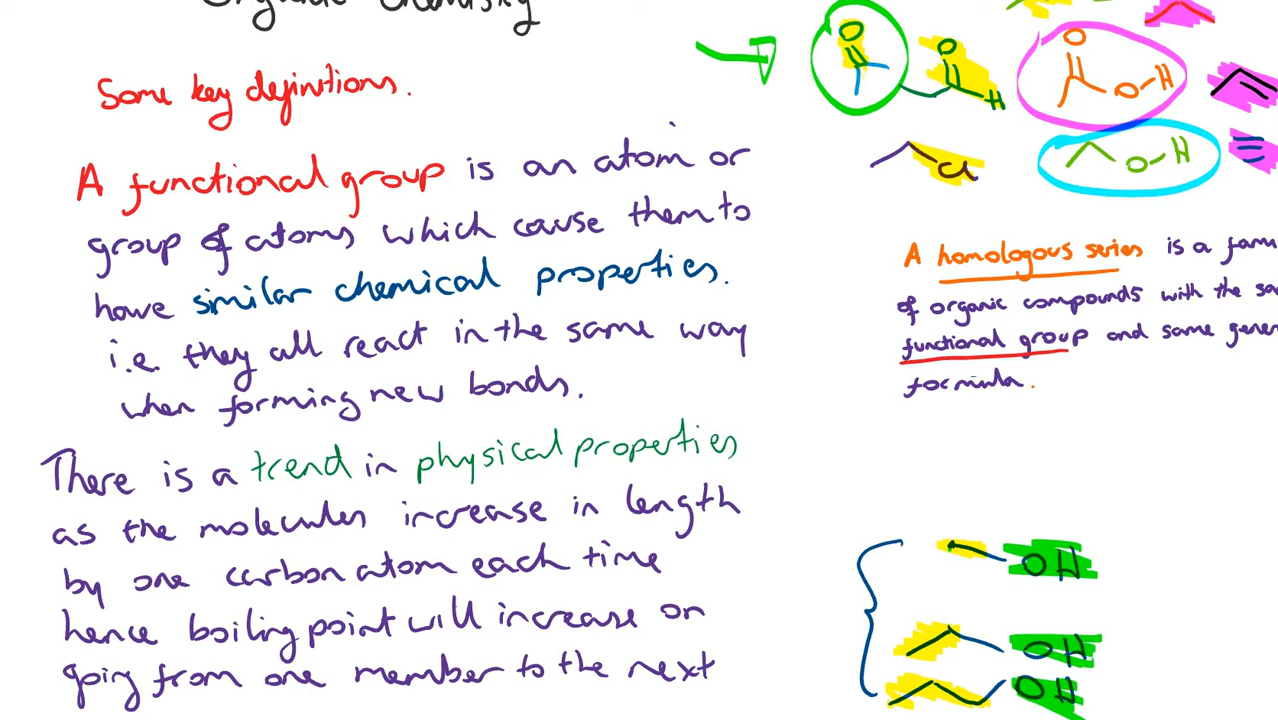 Organic Chemistry
Some key definitions.
A functional group is an atom or
group of atoms which cause them to
have similar chemical properties.
i.e. they all react in the same way
when forming new bonds.
There is a trend in physical properties
as the molecules increase in length
by one carbon atom each time
hence boiling point will increase on
going from one member to the next
O
O
H
O
O-H
Cl
O-H
A homologous series is a fam
of organic compounds with the sa
functional group and same gener
formula.
OH
OH
OH